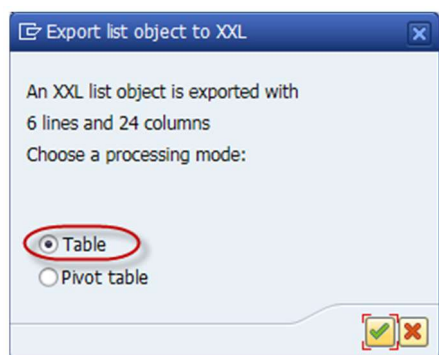 Export list object to XXL
An XXL list object is exported with
6 lines and 24 columns
Choose a processing mode:
Table
Pivot table